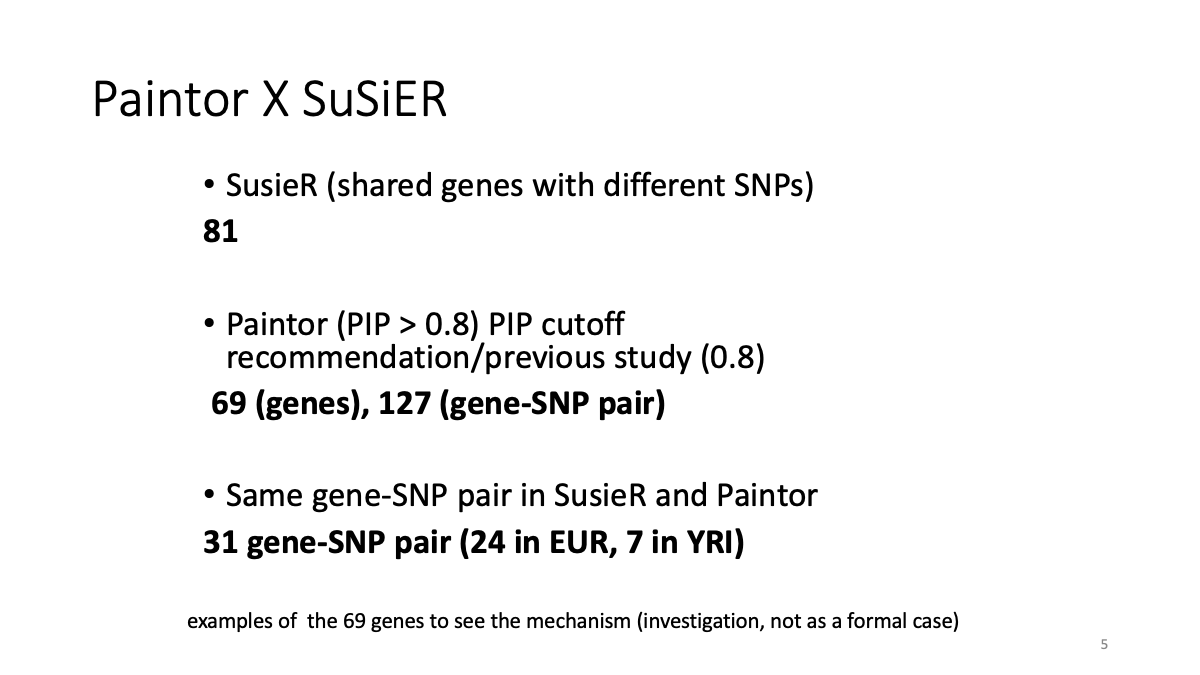 Paintor X SuSiER
• SusieR (shared genes with different SNPs)
81
• Paintor (PIP > 0.8) PIP cutoff
recommendation/previous study (0.8)
69 (genes), 127 (gene-SNP pair)
• Same gene-SNP pair in SusieR and Paintor
31 gene-SNP pair (24 in EUR, 7 in YRI)
examples of  the 69 genes to see the mechanism (investigation, not as a formal case)
5